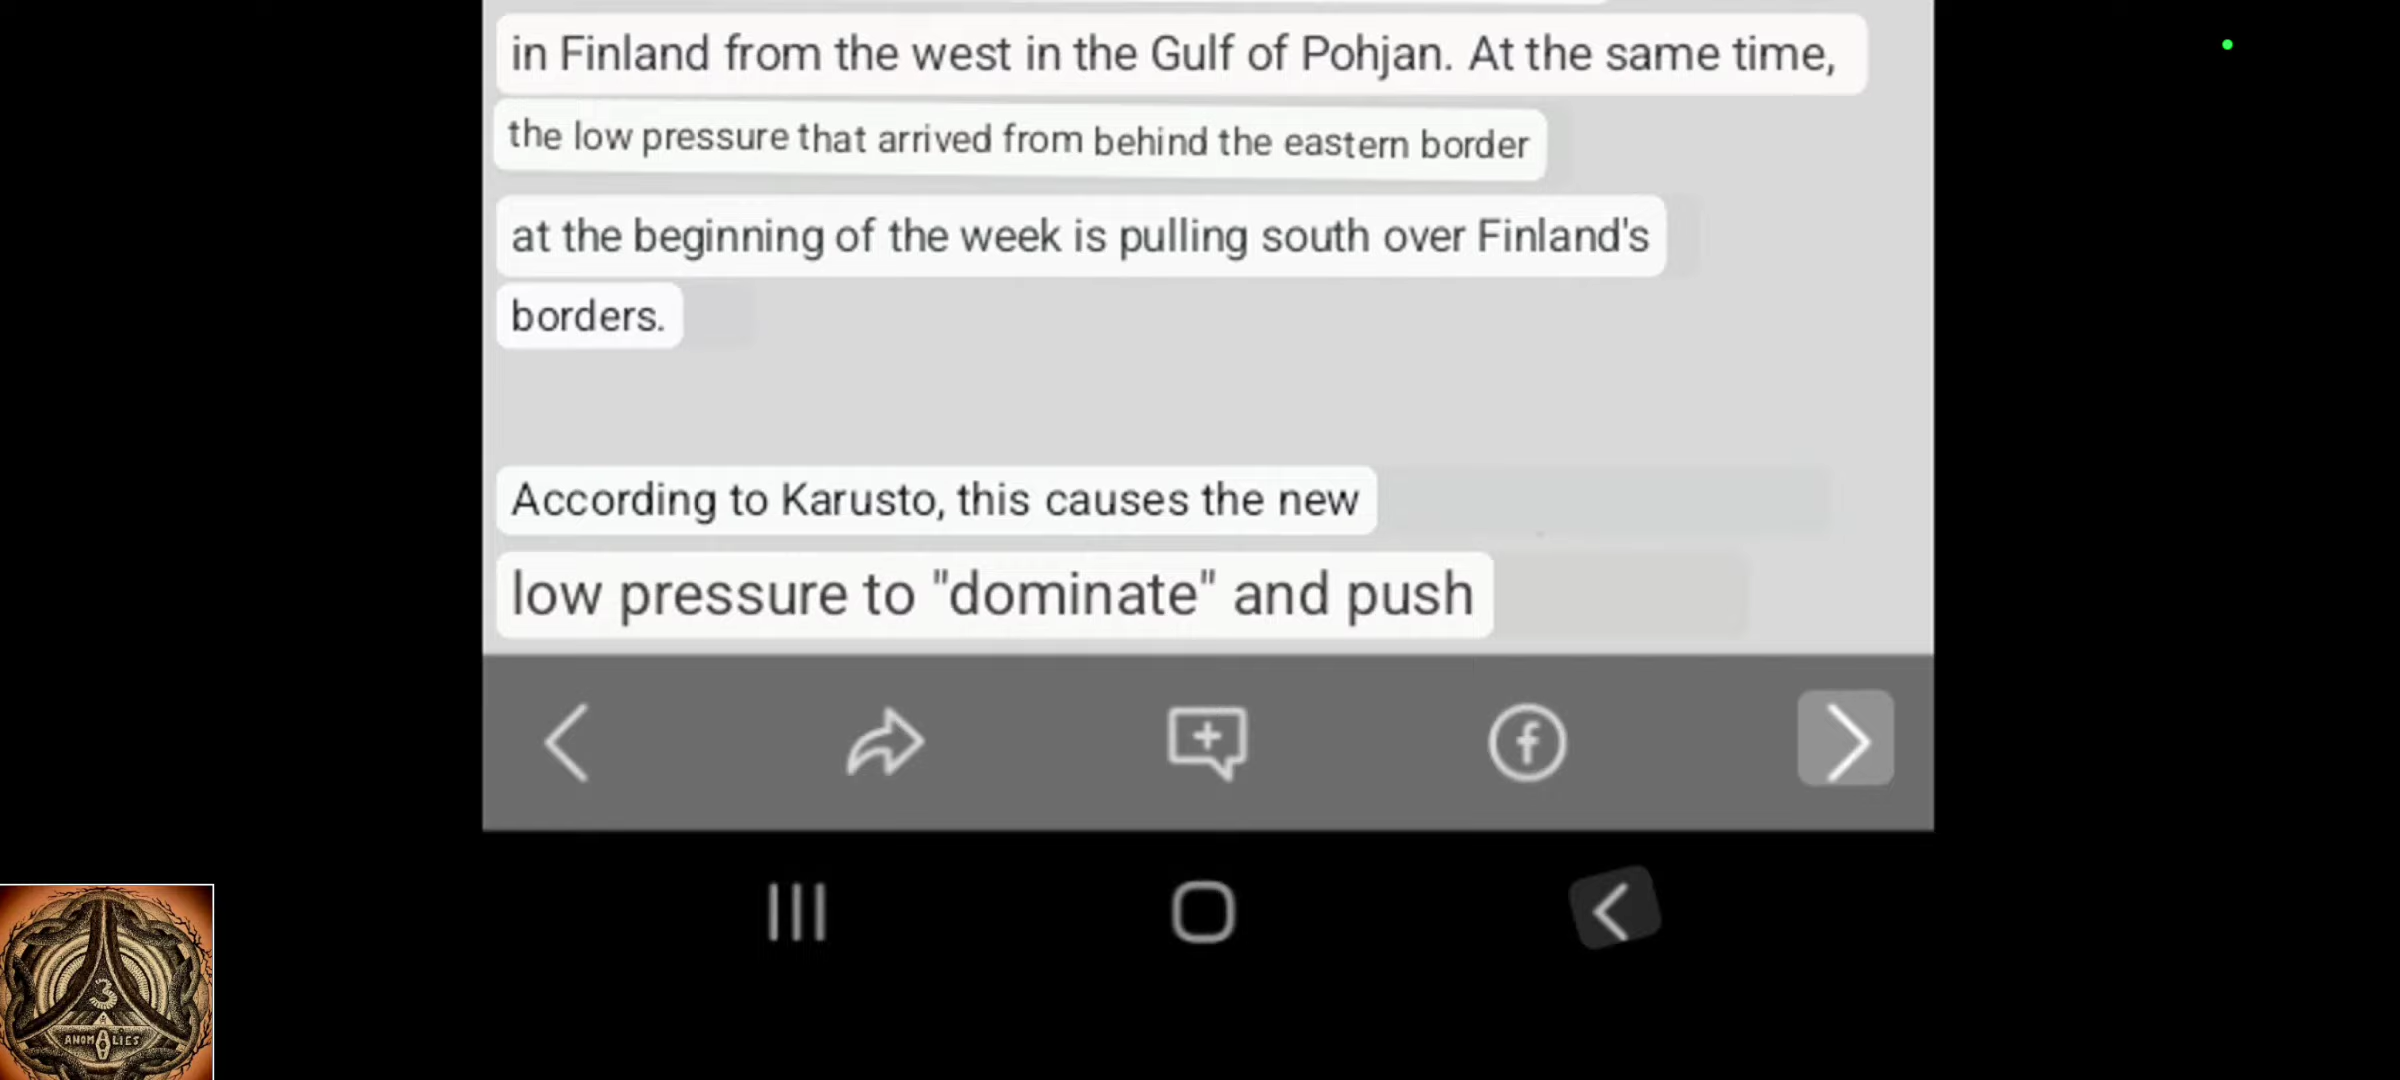 in Finland from the west in the Gulf of Pohjan. At the same time,
the low pressure that arrived from behind the eastern border
at the beginning of the week is pulling south over Finland's
borders.
According to Karusto, this causes the new
low pressure to "dominate" and push
3
ANOMALIES